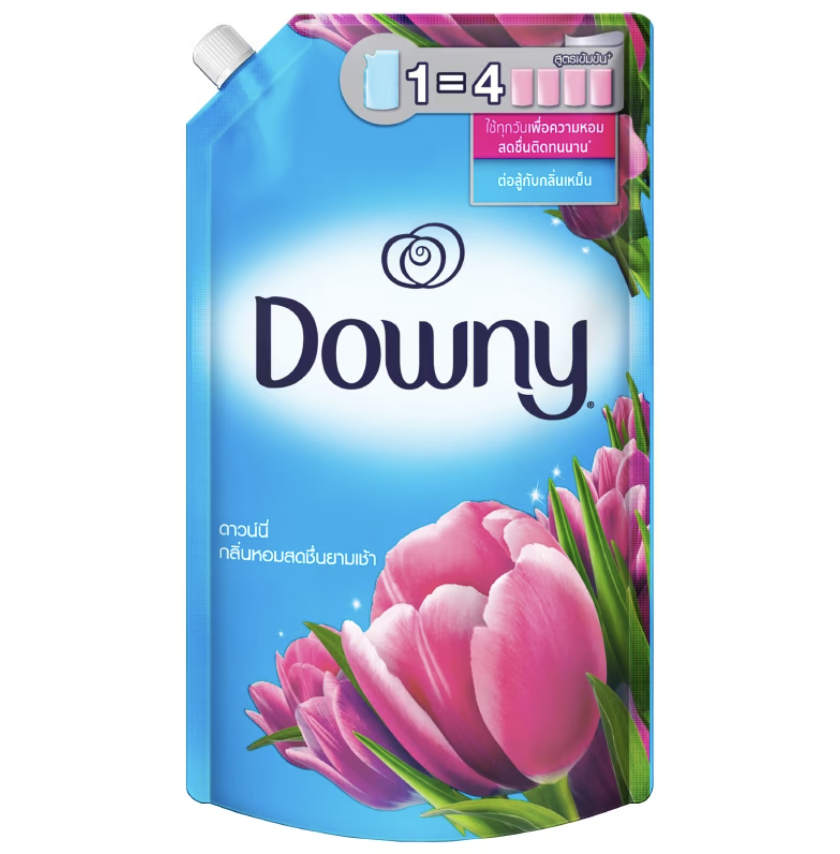 สูตรเข้มข้น+
1=4
ใช้ทุกวันเพื่อความหอม
สดชื่นติดทนนาน*
ต่อสู้กับกลิ่นเหม็น
Downy®
ดาวน์นี่
กลิ่นหอมสดชื่นยามเช้า